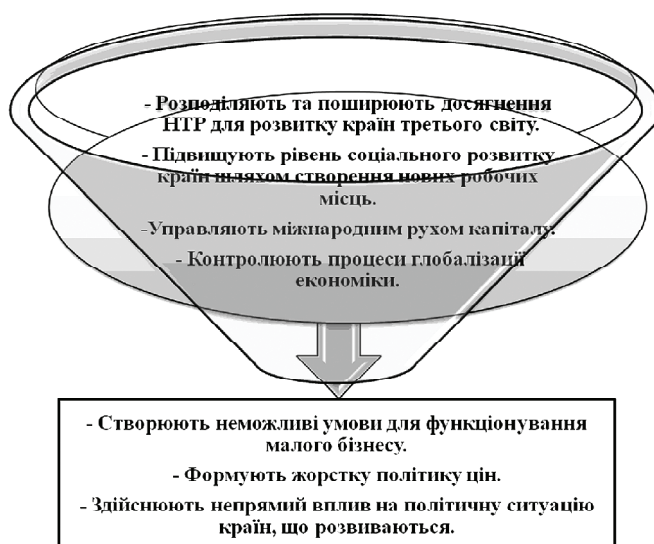 - Розподіляють та поширюють досягнення
НТР для розвитку країн третього світу.
- Підвищують рівень соціального розвитку
країн шляхом створення нових робочих
місць.
-Управляють міжнародним рухом капіталу.
- Контролюють процеси глобалізації
економіки.
- Створюють неможливі умови для функціонування
малого бізнесу.
- Формують жорстку політику цін.
- Здійснюють непрямий вплив на політичну ситуацію
країн, що розвиваються.